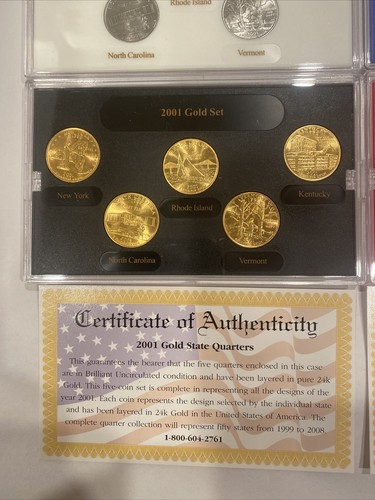 Rhode Island
North Carolina
Vermont
2001 Gold Set
New York
Rhode Island
Kentucky
North Carolina
Vermont
Certificate of Authenticity
2001 Gold State Quarters
This guarantees the bearer that the five quarters enclosed in this case
are in Brilliant Uncirculated condition and have been layered in pure 24k
Gold. This five-coin set is complete in representing all the designs of the
year 2001. Each coin represents the design selected by the individual state
and has been layered in 24k Gold in the United States of America. The
complete quarter collection will represent fifty states from 1999 to 2008.
1-800-604-2761